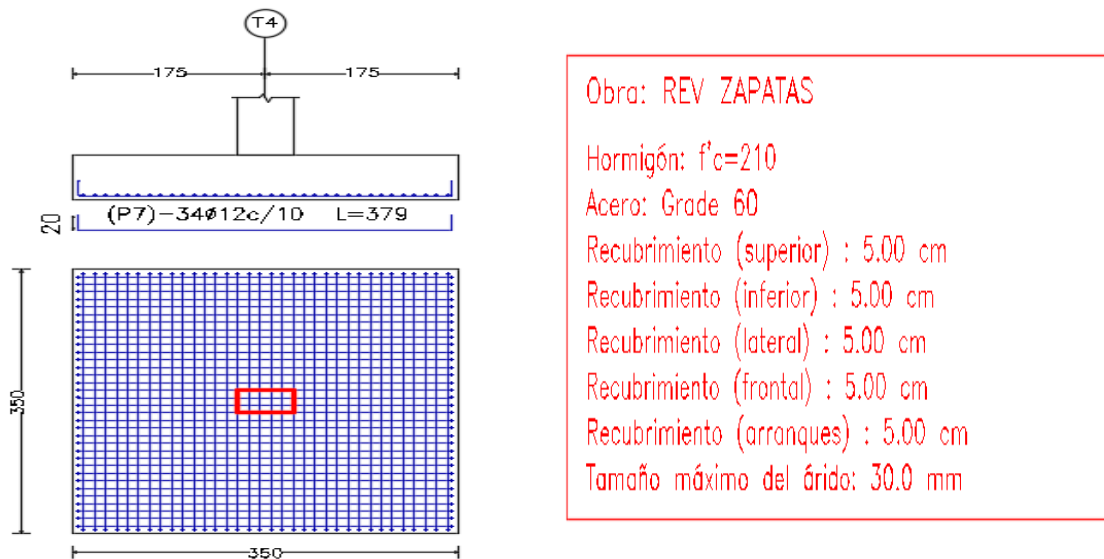 T4
175 175
(P7)-34ø12c/10 L=379
20
350
350
Obra: REV ZAPATAS
Hormigón: f'c=210
Acero: Grade 60
Recubrimiento (superior) : 5.00 cm
Recubrimiento (inferior) : 5.00 cm
Recubrimiento (lateral) : 5.00 cm
Recubrimiento (frontal) : 5.00 cm
Recubrimiento (arranques) : 5.00 cm
Tamaño máximo del árido: 30.0 mm